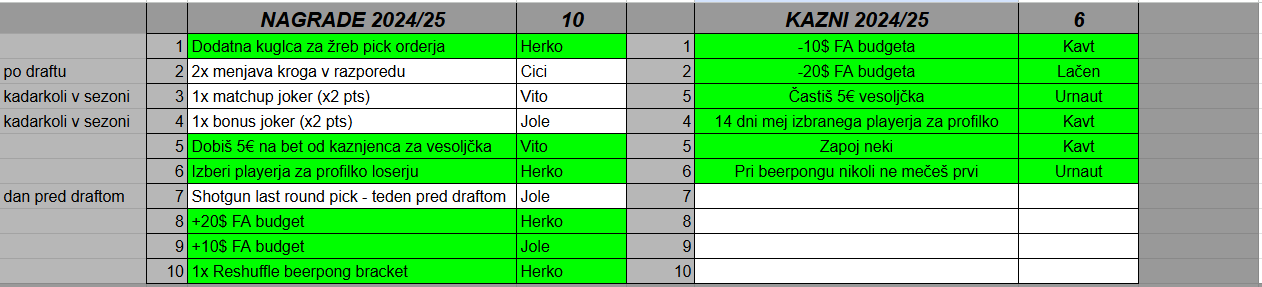 NAGRADE 2024/25 10 KAZNI 2024/25 6
1 Dodatna kuglca za žreb pick orderja Herko 1 -10$ FA budgeta Kavt
po draftu 2 2x menjava kroga v razporedu Cici 2 -20$ FA budgeta Lačen
kadarkoli v sezoni 3 1x matchup joker (x2 pts) Vito 5 Častiš 5€ vesoljčka Urnaut
kadarkoli v sezoni 4 1x bonus joker (x2 pts) Jole 4 14 dni mej izbranega playerja za profilko Kavt
5 Dobiš 5€ na bet od kaznjenca za vesoljčka Vito 5 Zapoj neki Kavt
6 Izberi playerja za profilko loserju Herko 6 Pri beerpongu nikoli ne mečeš prvi Urnaut
dan pred draftom 7 Shotgun last round pick - teden pred draftom Jole 7
8 +20$ FA budget Herko 8
9 +10$ FA budget Jole 9
10 1x Reshuffle beerpong bracket Herko 10